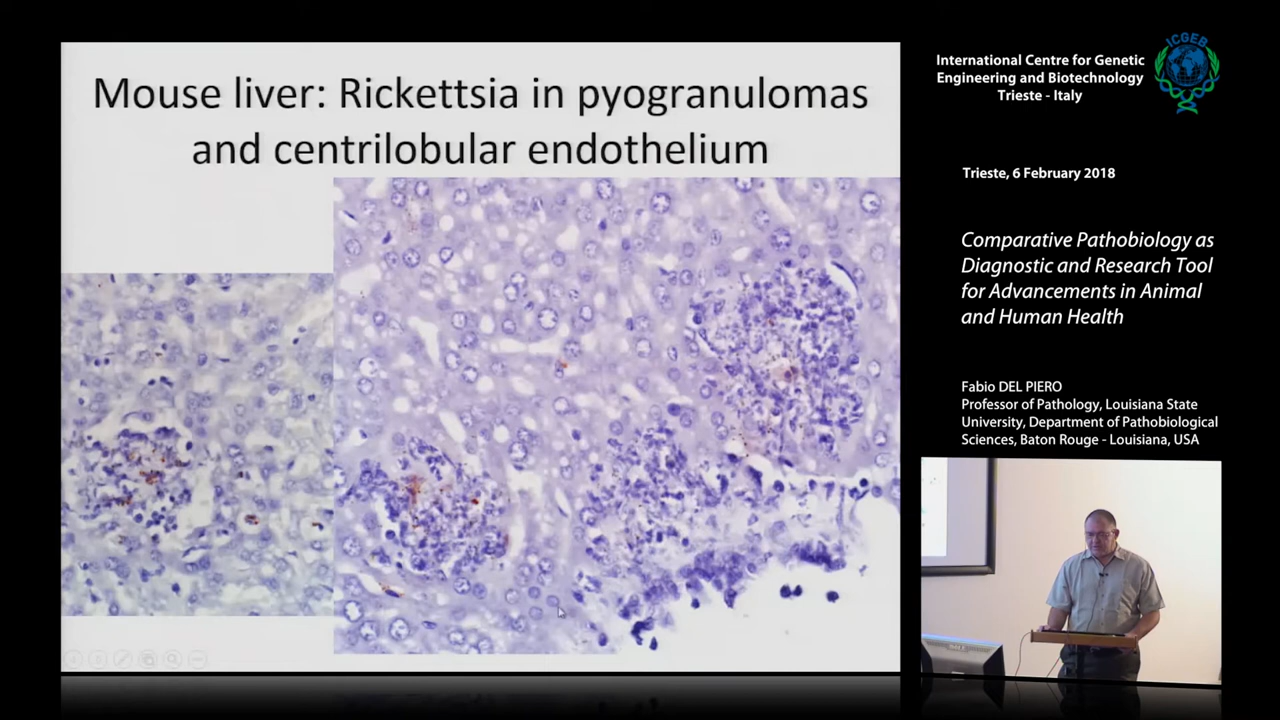 Mouse liver: Rickettsia in pyogranulomas
and centrilobular endothelium
International Centre for Genetic
Engineering and Biotechnology
Trieste - Italy
ICGEB
Trieste, 6 February 2018
Comparative Pathobiology as
Diagnostic and Research Tool
for Advancements in Animal
and Human Health
Fabio DEL PIERO
Professor of Pathology, Louisiana State
University, Department of Pathobiological
Sciences, Baton Rouge - Louisiana, USA